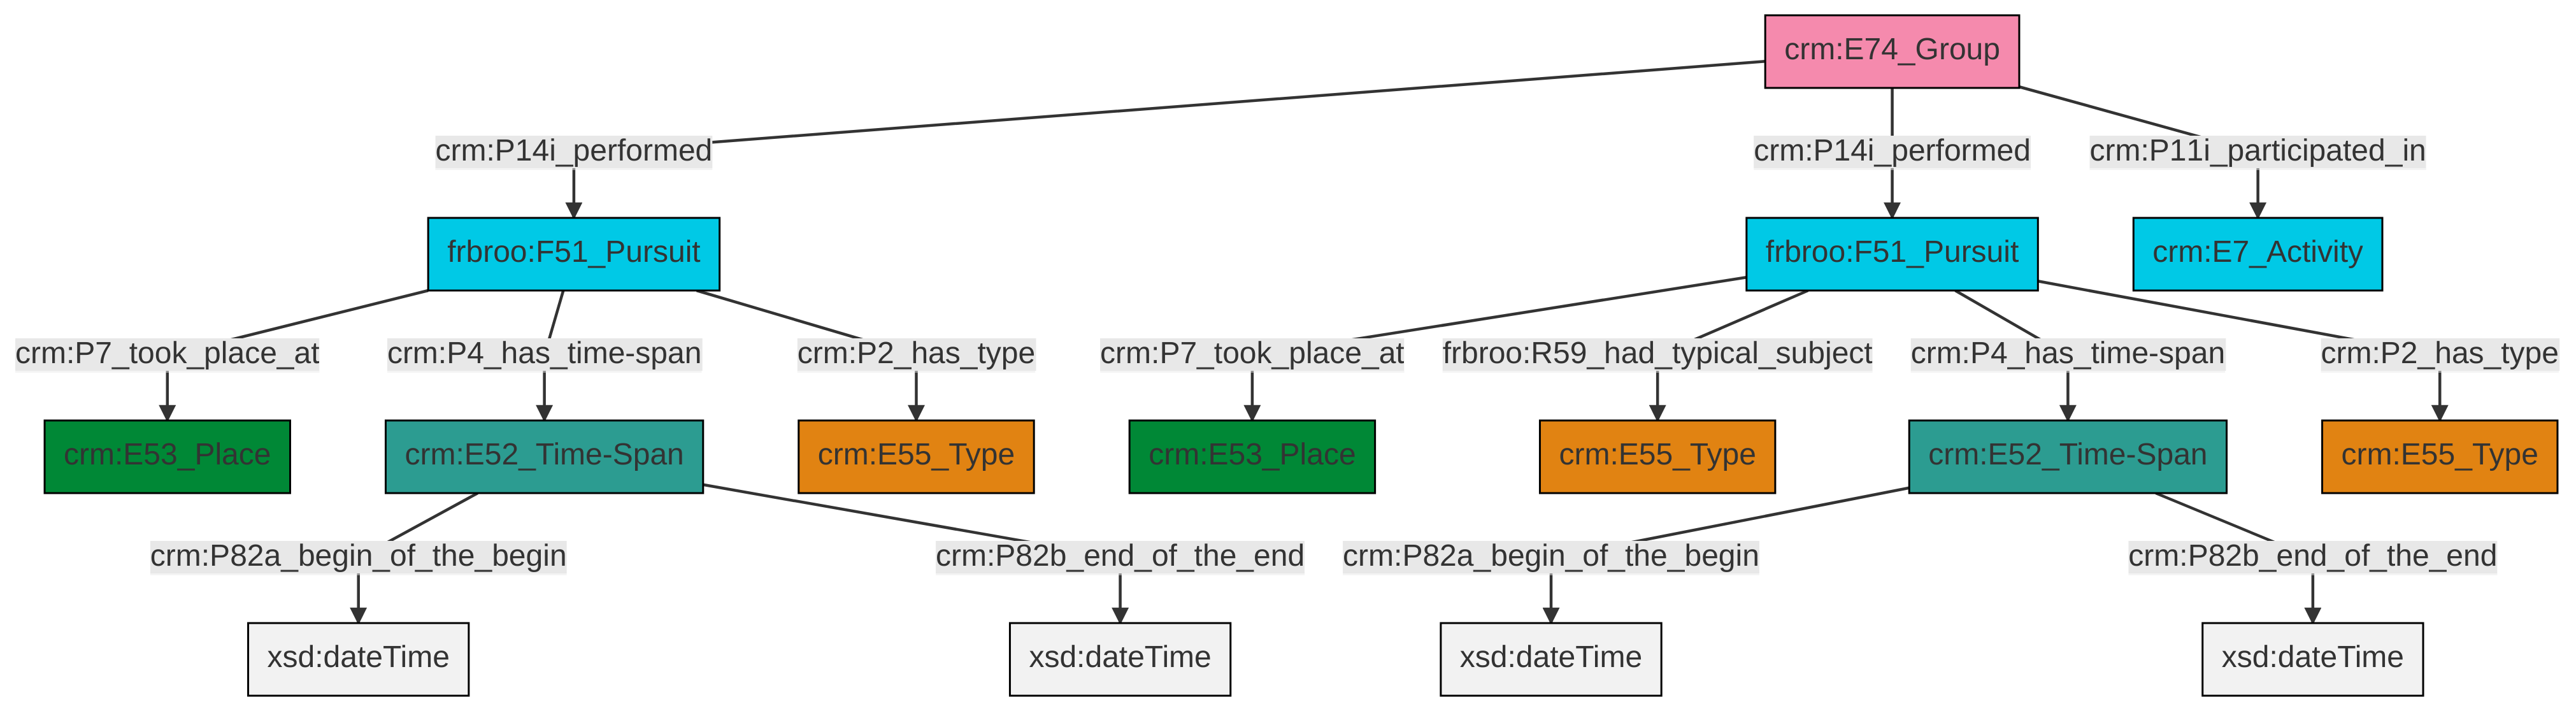 crm:E74_Group
crm:P14i_performed
crm:P14i_performed
crm:P11i_participated_in
frbroo:F51_Pursuit
frbroo:F51_Pursuit
crm:E7_Activity
crm:P7_took_place_at
crm:P4_has_time-span
crm:P2_has_type
crm:P7_took_place_at
frbroo:R59_had_typical_subject
crm:P4_has_time-span
crm:P2_has_type
crm:E53_Place
crm:E52_Time-Span
crm:E55_Type
crm:E53_Place
crm:E55_Type
crm:E52_Time-Span
crm:E55_Type
crm:P82a_begin_of_the_begin
crm:P82b_end_of_the_end
crm:P82a_begin_of_the_begin
crm:P82b_end_of_the_end
xsd:dateTime
xsd:dateTime
xsd:dateTime
xsd:dateTime